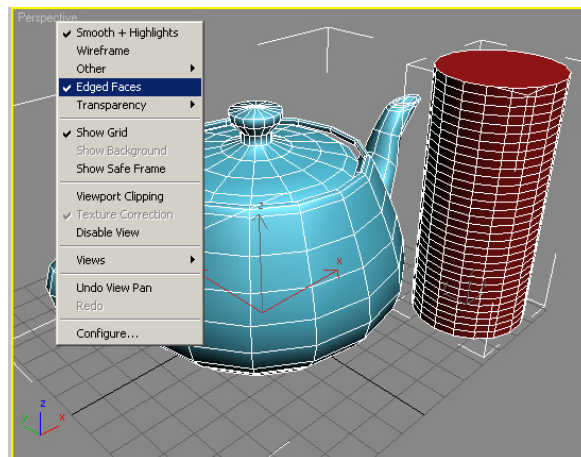 Perspective
Smooth + Highlights
Wireframe
Other
Edged Faces
Transparency
Show Grid
Show Background
Show Safe Frame
Viewport Clipping
Texture Correction
Disable View
Views
Undo View Pan
Redo
Configure...
z
x
z
y
x